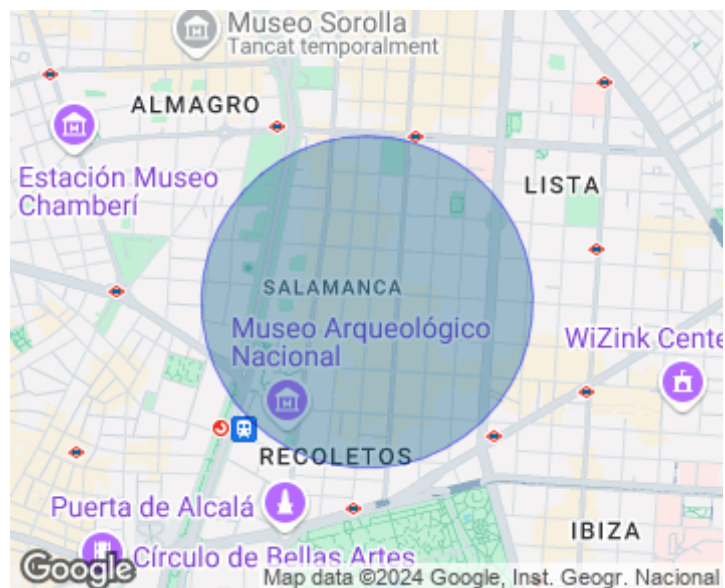 Museo Sorolla
Tancat temporalment
ALMAGRO
Estación Museo
Chamberí
LISTA
SALAMANCA
Museo Arqueológico
Nacional
WiZink Cente
RECOLETOS
Puerta de Alcalá
IBIZA
Círculo de Bellas Artes
Google
Map data ©2024 Google, Inst. Geogr. Nacional